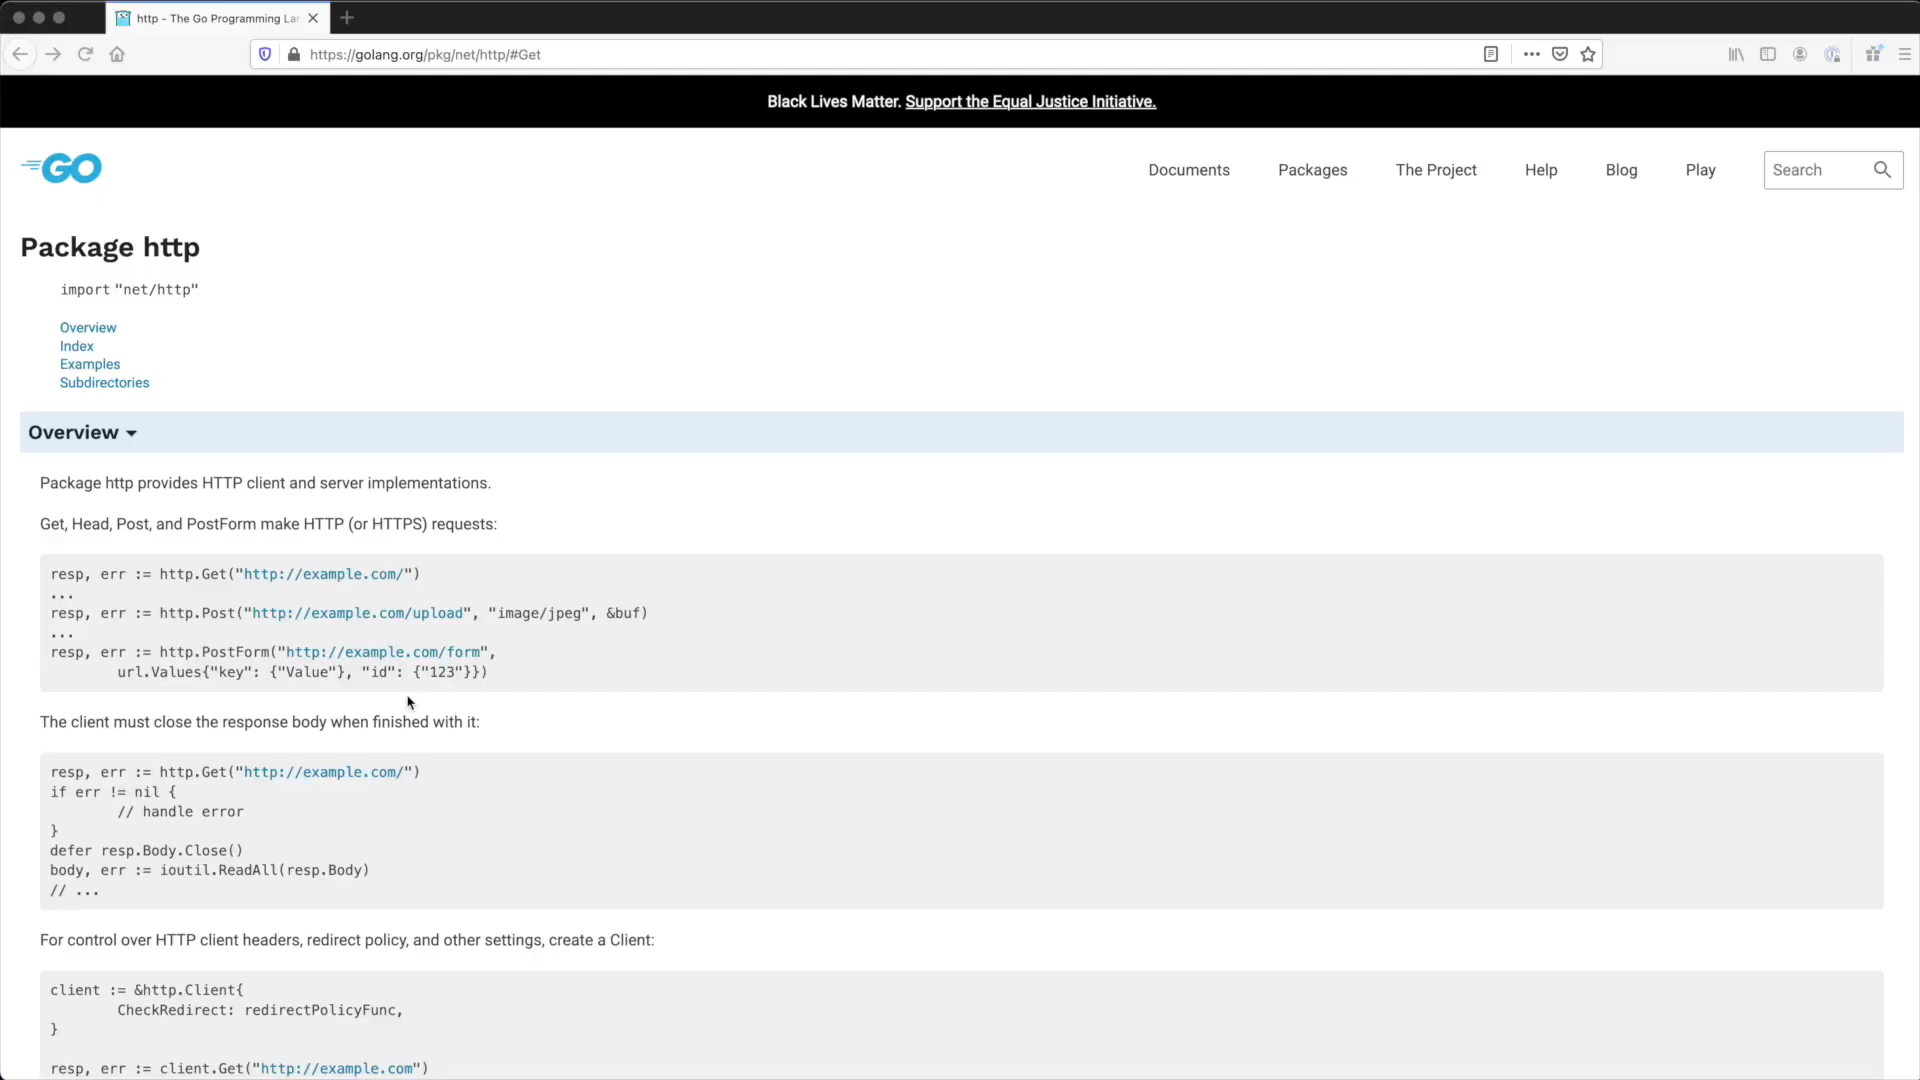 http - The Go Programming Lan
https://golang.org/pkg/net/http/#Get
Black Lives Matter. Support the Equal Justice Initiative.
GO
Documents Packages The Project Help Blog Play Search
Package http
import "net/http"
Overview
Index
Examples
Subdirectories
Overview
Package http provides HTTP client and server implementations.
Get, Head, Post, and PostForm make HTTP (or HTTPS) requests:
resp, err := http.Get("http://example.com/")
...
resp, err := http.Post("http://example.com/upload", "image/jpeg", &buf)
...
resp, err := http.PostForm("http://example.com/form",
url.Values{"key": {"Value"}, "id": {"123"}})
The client must close the response body when finished with it:
resp, err := http.Get("http://example.com/")
if err != nil {
// handle error
}
defer resp.Body.Close()
body, err := ioutil.ReadAll(resp.Body)
// ...
For control over HTTP client headers, redirect policy, and other settings, create a Client:
client := &http.Client{
CheckRedirect: redirectPolicyFunc,
}
resp, err := client.Get("http://example.com")